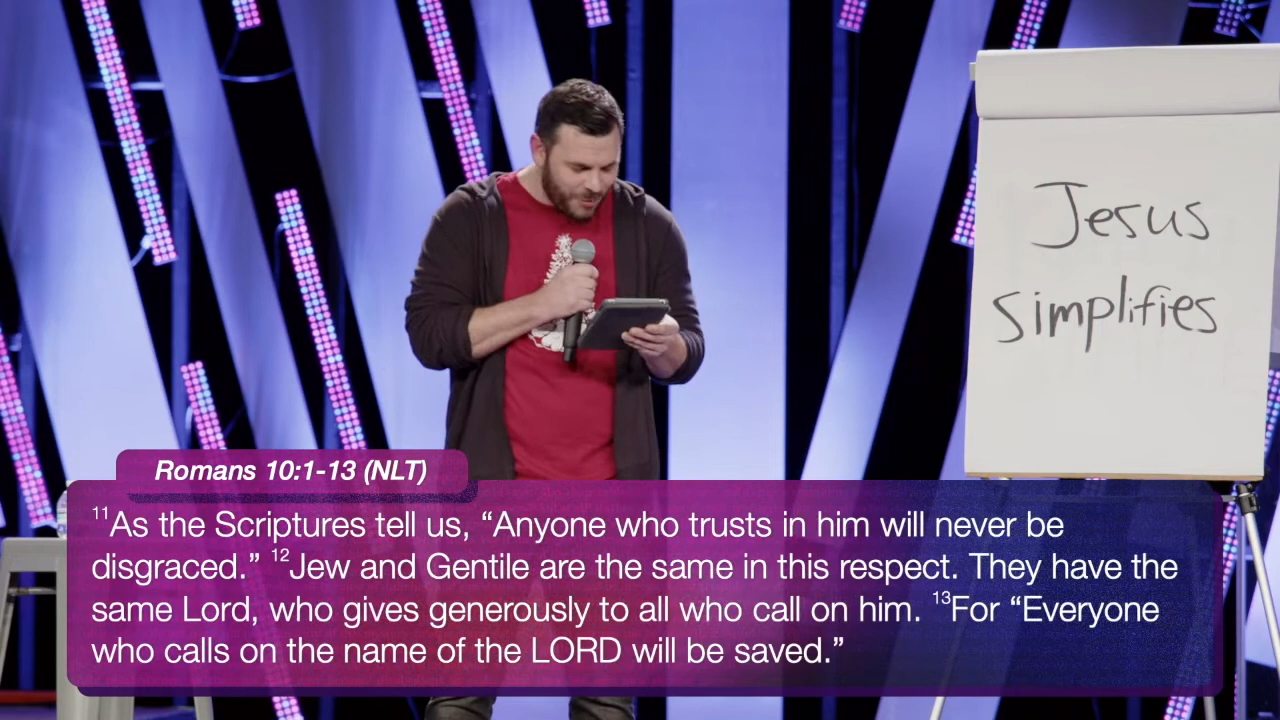 Jesus
simplifies
Romans 10:1-13 (NLT)
¹¹As the Scriptures tell us, “Anyone who trusts in him will never be
disgraced.” ¹²Jew and Gentile are the same in this respect. They have the
same Lord, who gives generously to all who call on him. ¹³For “Everyone
who calls on the name of the LORD will be saved.”